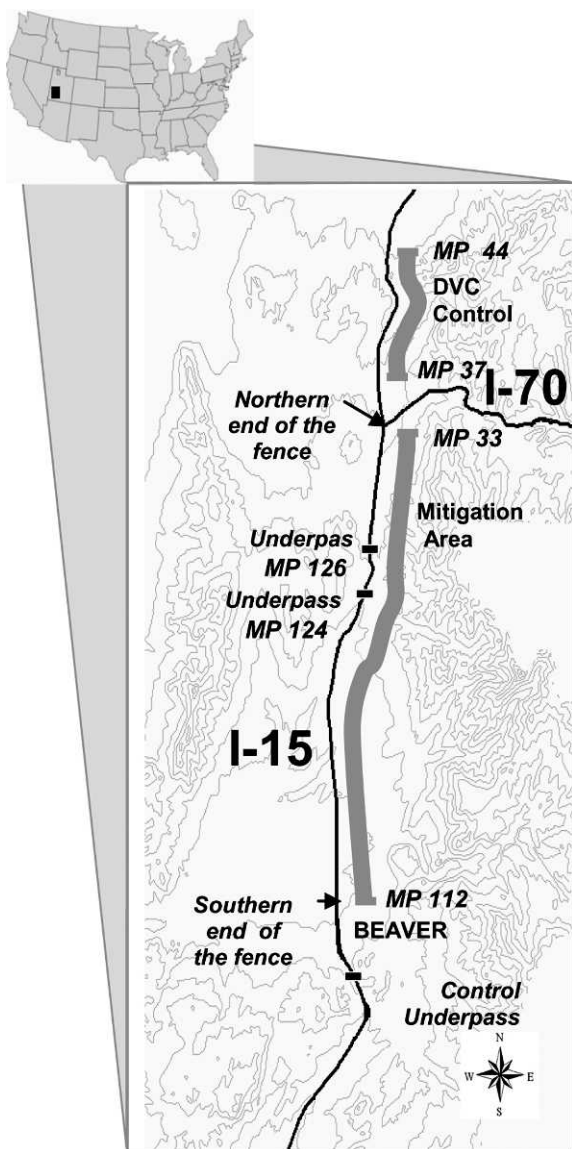 MP 44
DVC
Control
MP 37
I-70
Northern
end of the
fence
MP 33
Mitigation
Area
Underpas
MP 126
Underpass
MP 124
I-15
Southern
end of
the fence
MP 112
BEAVER
Control
Underpass
N
W E
S